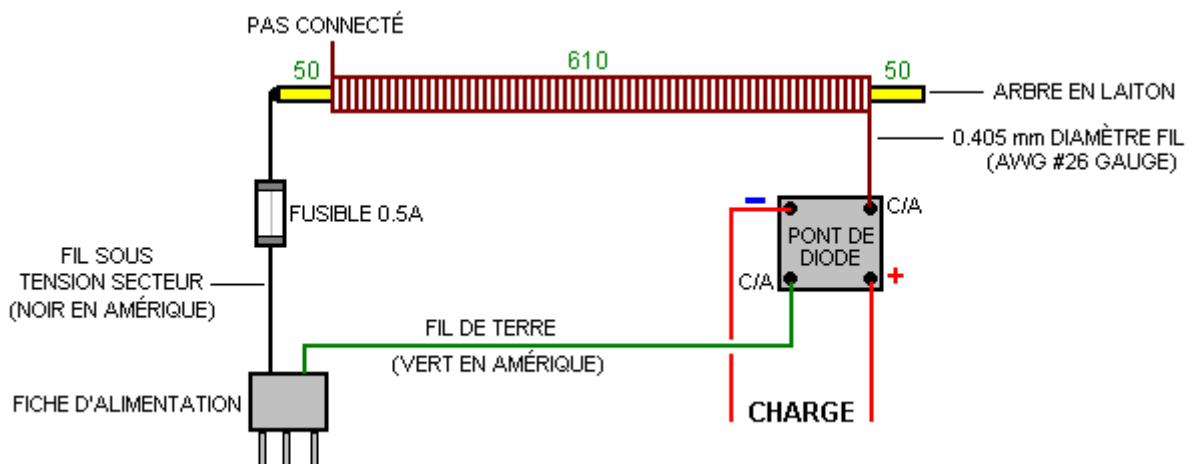 PAS CONNECTÉ
50
610
50
ARBRE EN LAITON
0.405 mm DIAMÈTRE FIL
(AWG #26 GAUGE)
FUSIBLE 0.5A
−
C/A
PONT DE
DIODE
C/A
+
FIL SOUS
TENSION SECTEUR
(NOIR EN AMÉRIQUE)
FIL DE TERRE
(VERT EN AMÉRIQUE)
FICHE D'ALIMENTATION
CHARGE